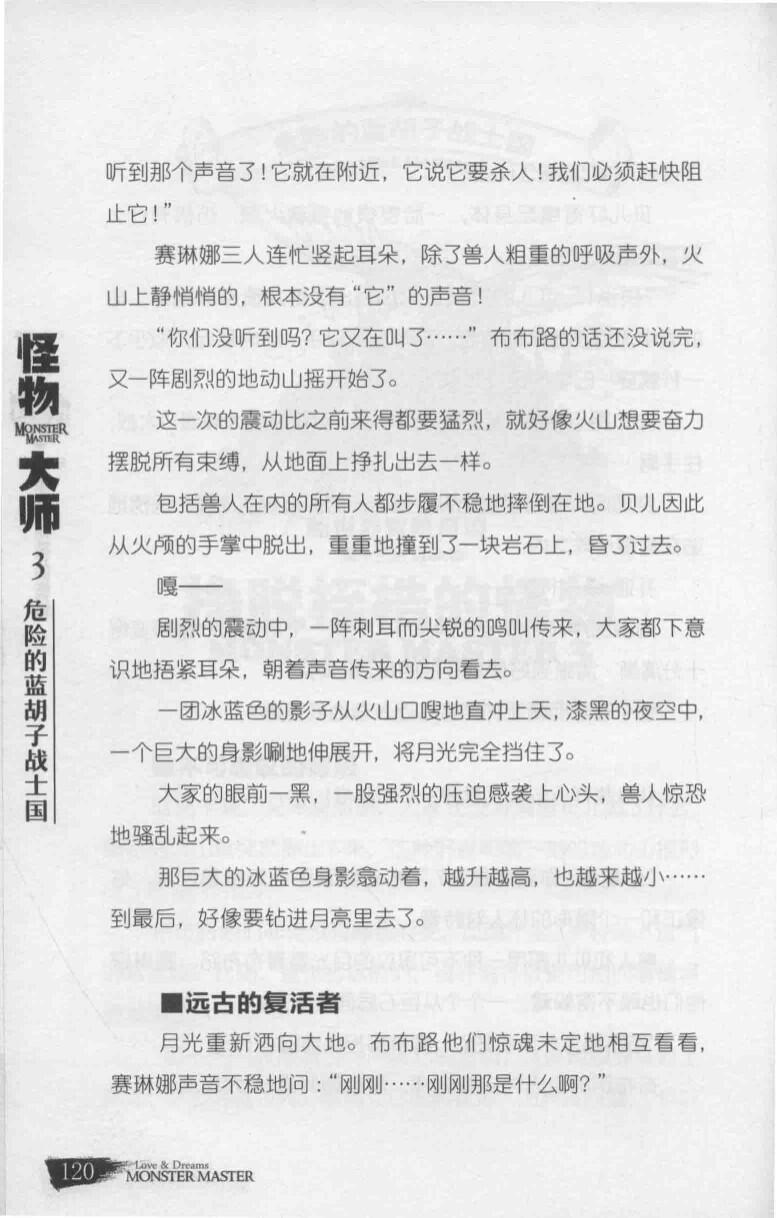 听到那个声音了！它就在附近，它说它要杀人！我们必须赶快阻
止它！”
赛琳娜三人连忙竖起耳朵，除了兽人粗重的呼吸声外，火
山上静悄悄的，根本没有“它”的声音！
“你们没听到吗？它又在叫了……”布布路的话还没说完，
又一阵剧烈的地动山摇开始了。
这一次的震动比之前来得都要猛烈，就好像火山想要奋力
摆脱所有束缚，从地面上挣扎出去一样。
包括兽人在内的所有人都步履不稳地摔倒在地。贝儿因此
从火颅的手掌中脱出，重重地撞到了一块岩石上，昏了过去。
嘎——
剧烈的震动中，一阵刺耳而尖锐的鸣叫传来，大家都下意
识地捂紧耳朵，朝着声音传来的方向看去。
一团冰蓝色的影子从火山口嗖地直冲上天，漆黑的夜空中，
一个巨大的身影唰地伸展开，将月光完全挡住了。
大家的眼前一黑，一股强烈的压迫感袭上心头，兽人惊恐
地骚乱起来。
那巨大的冰蓝色身影翕动着，越升越高，也越来越小……
到最后，好像要钻进月亮里去了。
■远古的复活者
月光重新洒向大地。布布路他们惊魂未定地相互看看，
赛琳娜声音不稳地问：“刚刚……刚刚那是什么啊？”
怪物
MONSTER
MASTER
大师
3
危险的蓝胡子战士国
120
Love & Dreams
MONSTER MASTER